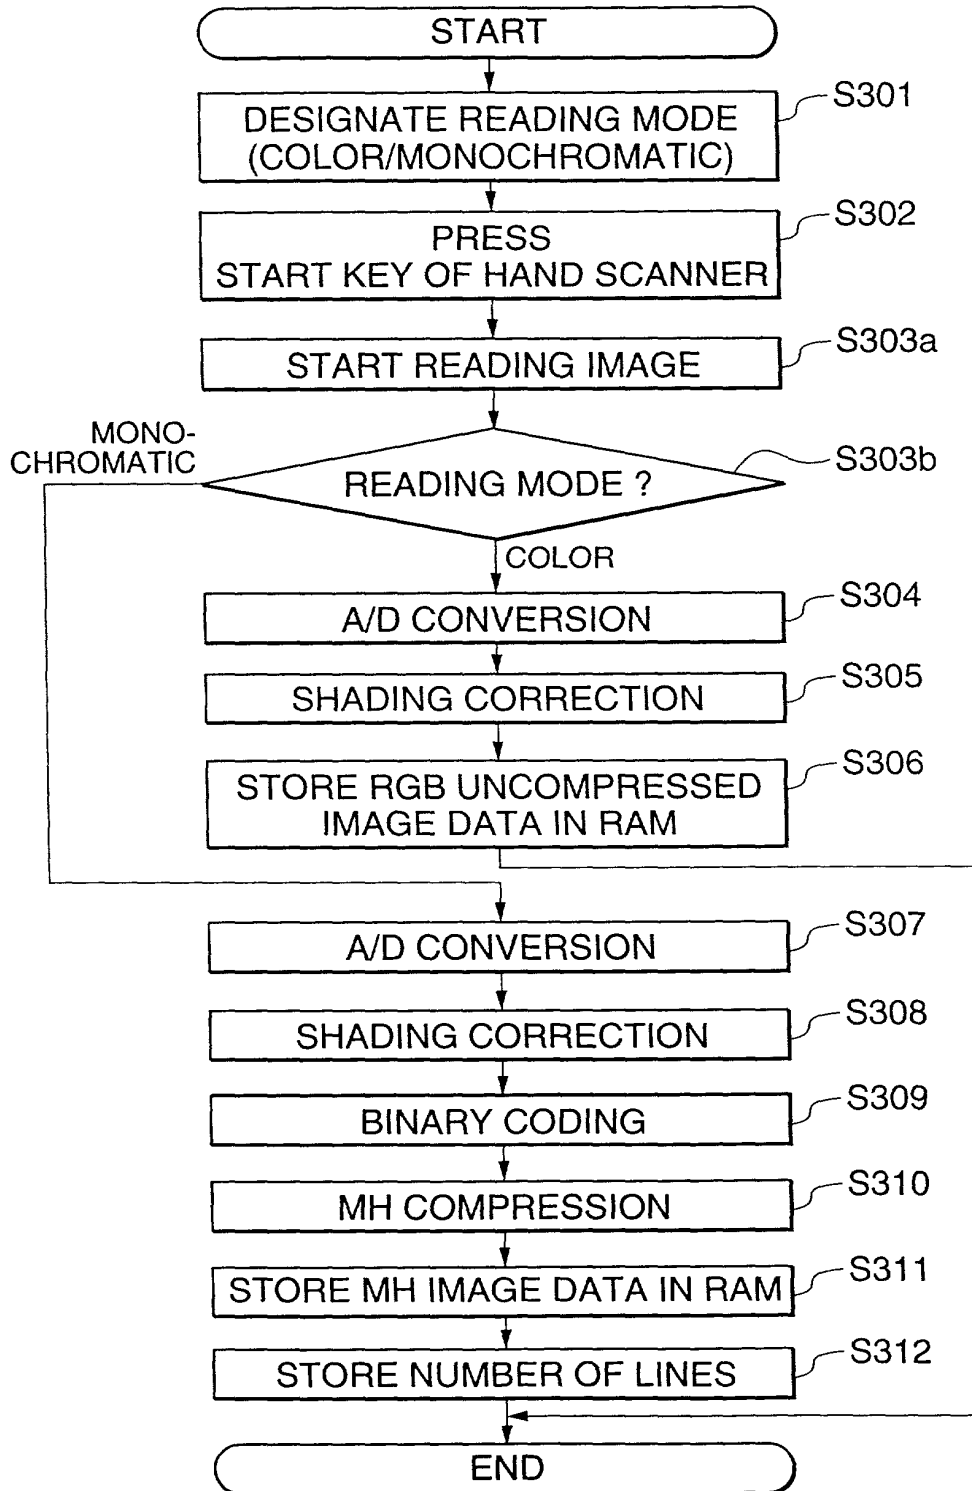 START
S301
DESIGNATE READING MODE
(COLOR/MONOCHROMATIC)
S302
PRESS
START KEY OF HAND SCANNER
S303a
START READING IMAGE
MONO-
CHROMATIC
S303b
READING MODE ?
COLOR
S304
A/D CONVERSION
S305
SHADING CORRECTION
S306
STORE RGB UNCOMPRESSED
IMAGE DATA IN RAM
S307
A/D CONVERSION
S308
SHADING CORRECTION
S309
BINARY CODING
S310
MH COMPRESSION
S311
STORE MH IMAGE DATA IN RAM
S312
STORE NUMBER OF LINES
END